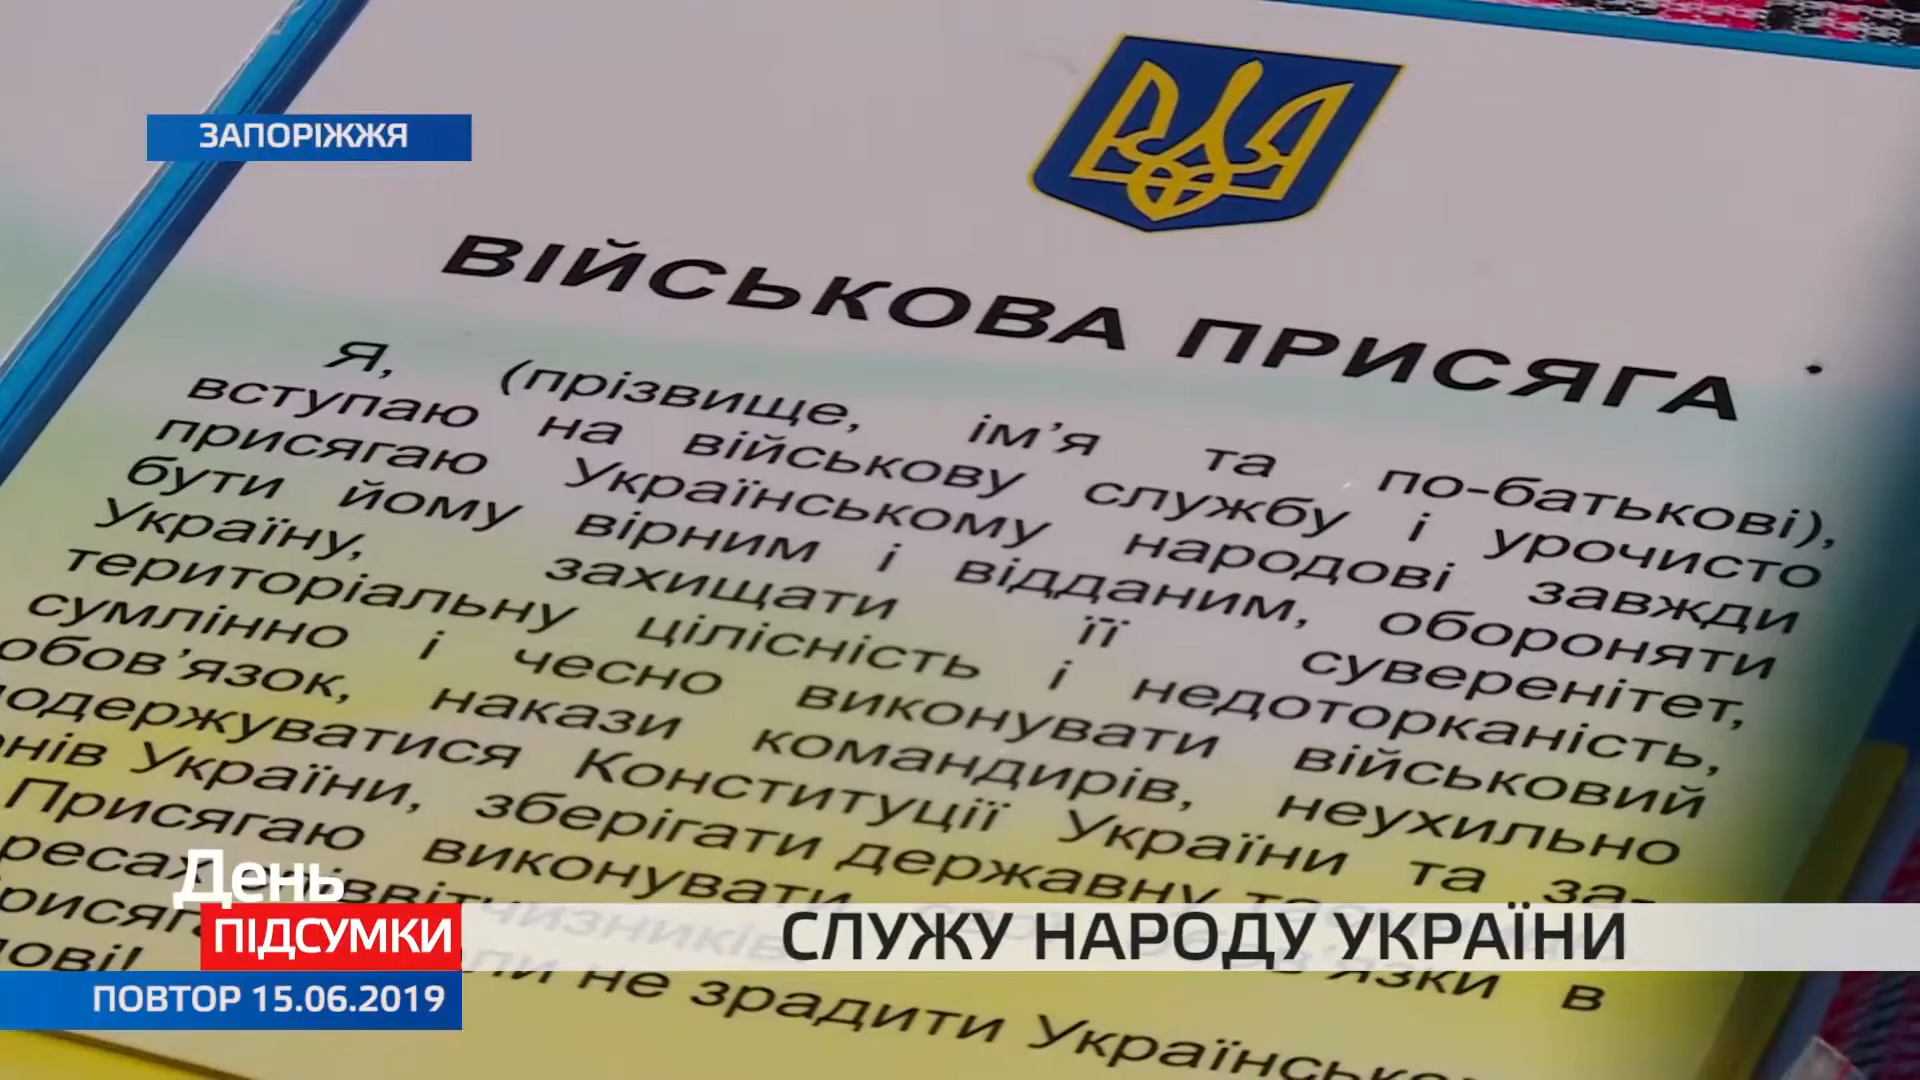 ЗАПОРІЖЖЯ
ВІЙСЬКОВА ПРИСЯГА
Я, (прізвище, ім’я та по-батькові),
вступаю на військову службу і урочисто
присягаю Українському народові завжди
бути йому вірним і відданим, обороняти
Україну, захищати її суверенітет,
територіальну цілісність і недоторканість,
сумлінно і чесно виконувати військовий
обов’язок, накази командирів, неухильно
одержуватися Конституції України та за-
нів України, зберігати державну
Присягаю виконувати
в
не зрадити Українсько
ові!
День
ПІДСУМКИ
СЛУЖУ НАРОДУ УКРАЇНИ
ПОВТОР 15.06.2019